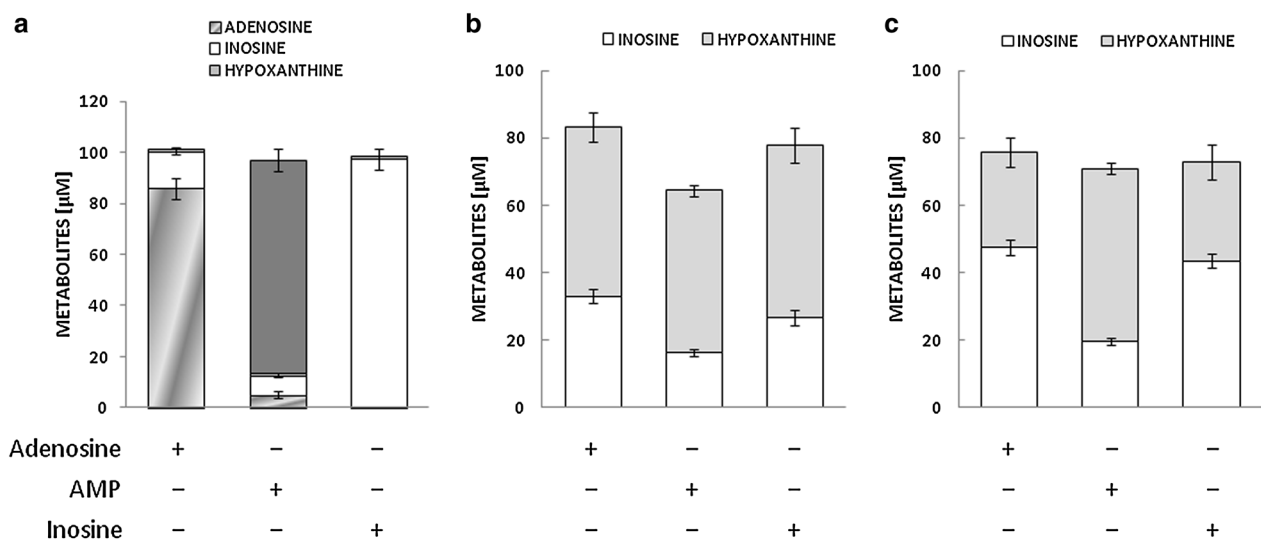 a
ADENOSINE
INOSINE
HYPOXANTHINE
METABOLITES [µM]
120
100
80
60
40
20
0
b
INOSINE HYPOXANTHINE
METABOLITES [µM]
100
80
60
40
20
0
c
INOSINE HYPOXANTHINE
METABOLITES [µM]
100
80
60
40
20
0
Adenosine + – – + – – + – –
AMP – + – – + – – + –
Inosine – – + – – + – – +